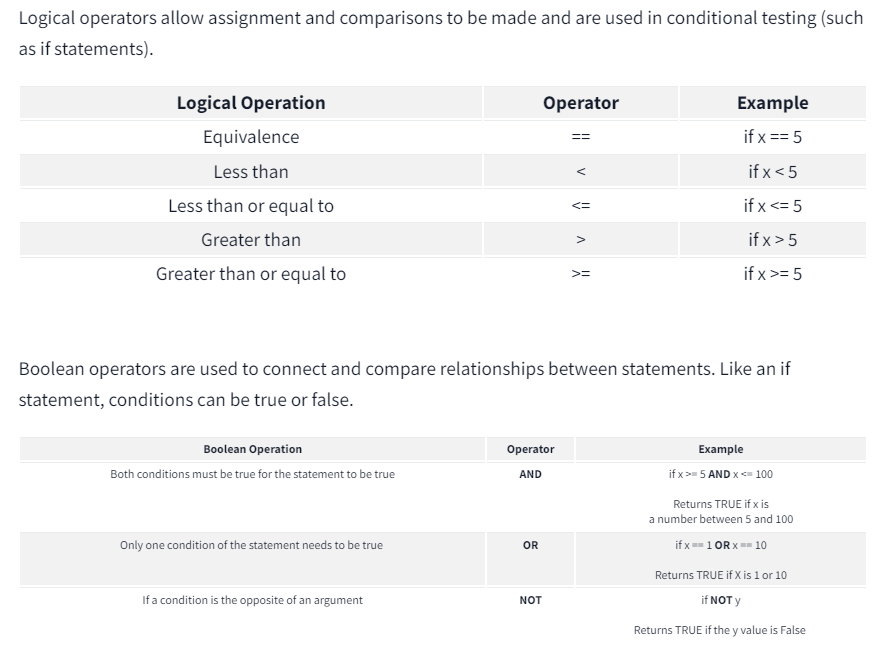 Logical operators allow assignment and comparisons to be made and are used in conditional testing (such
as if statements).
Logical Operation Operator Example
Equivalence == if x == 5
Less than < if x < 5
Less than or equal to <= if x <= 5
Greater than > if x > 5
Greater than or equal to >= if x >= 5
Boolean operators are used to connect and compare relationships between statements. Like an if
statement, conditions can be true or false.
Boolean Operation Operator Example
Both conditions must be true for the statement to be true AND if x >= 5 AND x <= 100
Returns TRUE if x is
a number between 5 and 100
Only one condition of the statement needs to be true OR if x == 1 OR x == 10
Returns TRUE if X is 1 or 10
If a condition is the opposite of an argument NOT if NOT y
Returns TRUE if the y value is False